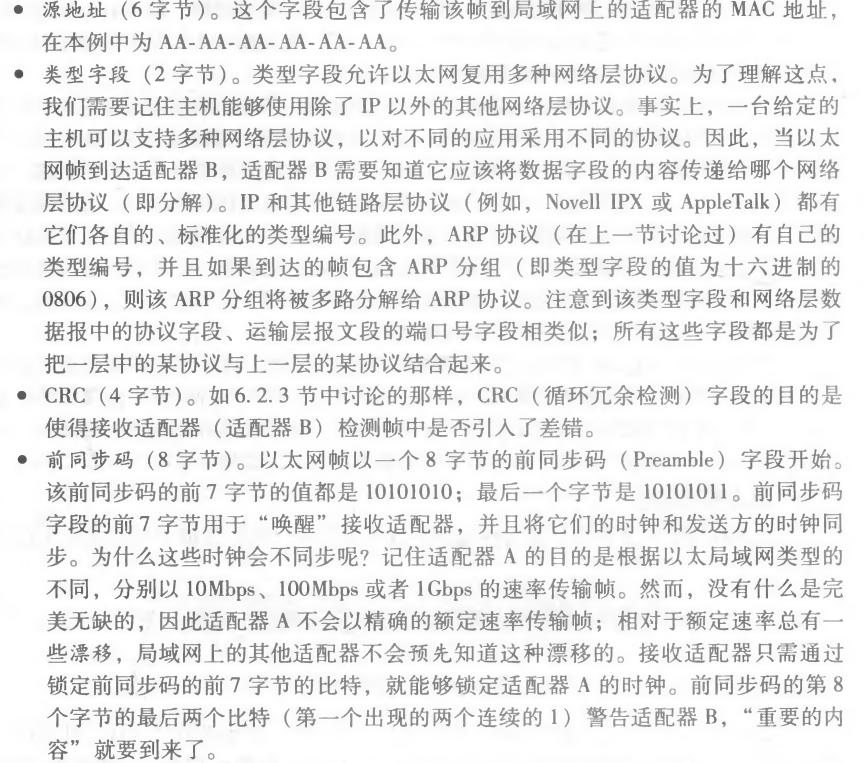 • 源地址（6 字节）。这个字段包含了传输该帧到局域网上的适配器的 MAC 地址，
在本例中为 AA-AA-AA-AA-AA-AA。
• 类型字段（2 字节）。类型字段允许以太网复用多种网络层协议。为了理解这点，
我们需要记住主机能够使用除了 IP 以外的其他网络层协议。事实上，一台给定的
主机可以支持多种网络层协议，以对不同的应用采用不同的协议。因此，当以太
网帧到达适配器 B，适配器 B 需要知道它应该将数据字段的内容传递给哪个网络
层协议（即分解）。IP 和其他链路层协议（例如，Novell IPX 或 AppleTalk）都有
它们各自的、标准化的类型编号。此外，ARP 协议（在上一节讨论过）有自己的
类型编号，并且如果到达的帧包含 ARP 分组（即类型字段的值为十六进制的
0806），则该 ARP 分组将被多路分解给 ARP 协议。注意到该类型字段和网络层数
据报中的协议字段、运输层报文段的端口号字段相类似；所有这些字段都是为了
把一层中的某协议与上一层的某协议结合起来。
• CRC（4 字节）。如 6.2.3 节中讨论的那样，CRC（循环冗余检测）字段的目的是
使得接收适配器（适配器 B）检测帧中是否引入了差错。
• 前同步码（8 字节）。以太网帧以一个 8 字节的前同步码（Preamble）字段开始。
该前同步码的前 7 字节的值都是 10101010；最后一个字节是 10101011。前同步码
字段的前 7 字节用于“唤醒”接收适配器，并且将它们的时钟和发送方的时钟同
步。为什么这些时钟会不同步呢？记住适配器 A 的目的是根据以太局域网类型的
不同，分别以 10Mbps、100Mbps 或者 1Gbps 的速率传输帧。然而，没有什么是完
美无缺的，因此适配器 A 不会以精确的额定速率传输帧；相对于额定速率总有一
些漂移，局域网上的其他适配器不会预先知道这种漂移的。接收适配器只需通过
锁定前同步码的前 7 字节的比特，就能够锁定适配器 A 的时钟。前同步码的第 8
个字节的最后两个比特（第一个出现的两个连续的 1）警告适配器 B，“重要的内
容”就要到来了。